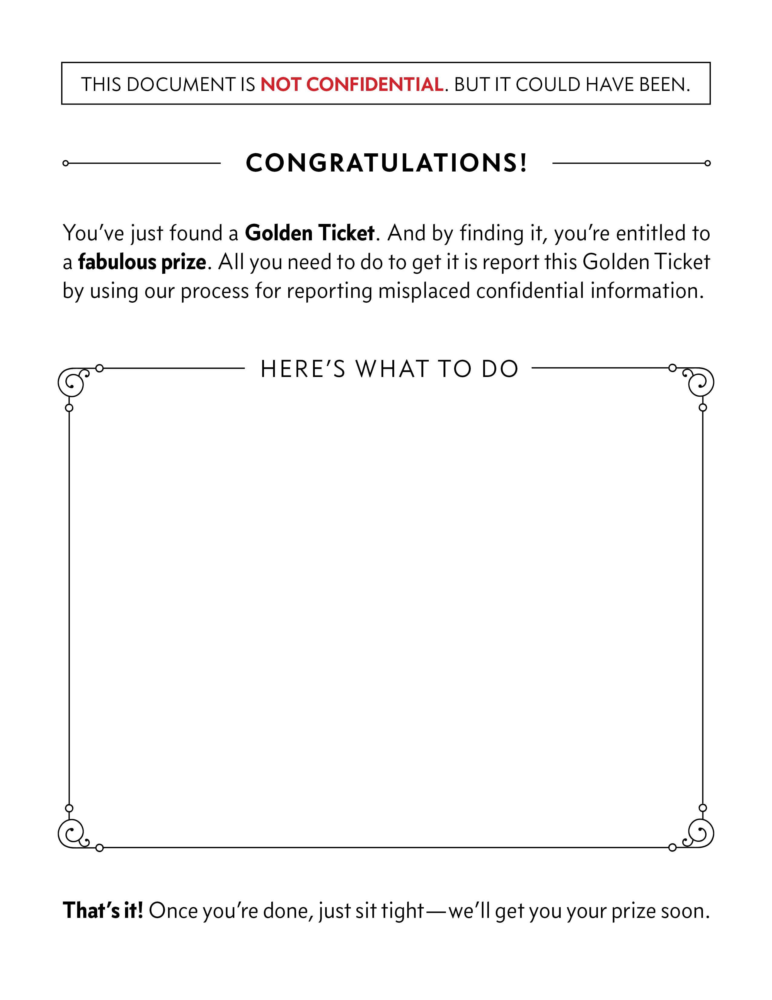 THIS DOCUMENT IS NOT CONFIDENTIAL. BUT IT COULD HAVE BEEN.
CONGRATULATIONS!
You’ve just found a Golden Ticket. And by finding it, you’re entitled to
a fabulous prize. All you need to do to get it is report this Golden Ticket
by using our process for reporting misplaced confidential information.
HERE’S WHAT TO DO
That’s it! Once you’re done, just sit tight—we’ll get you your prize soon.